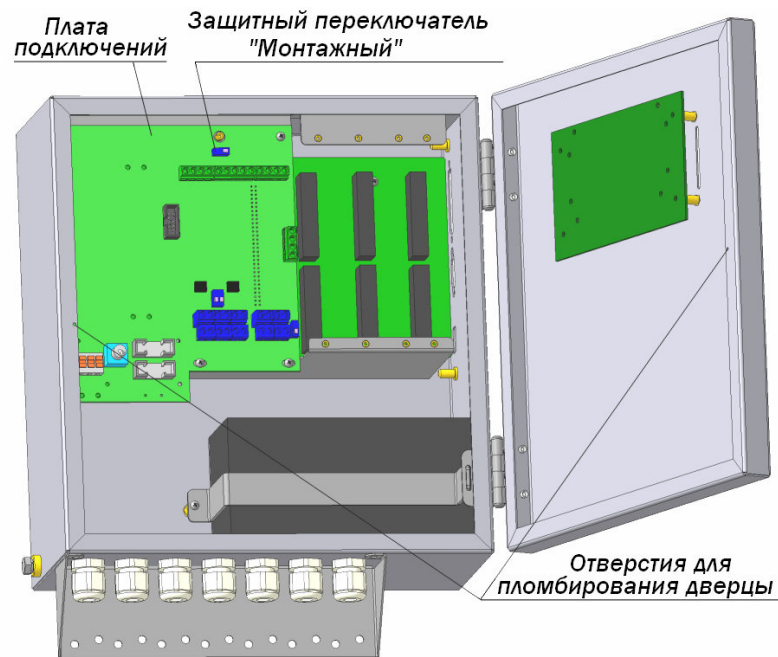 Плата
подключений
Защитный переключатель
"Монтажный"
Отверстия для
пломбирования дверцы